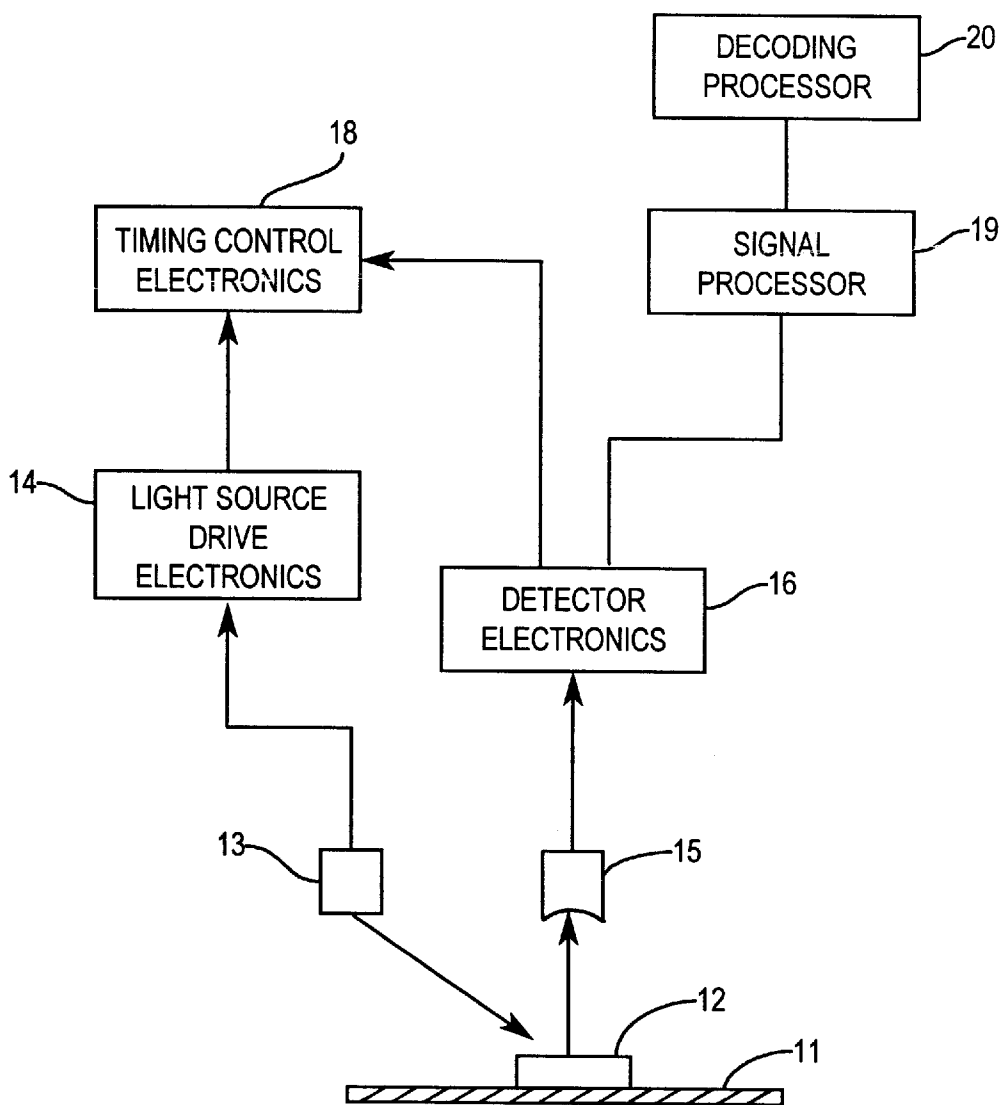 DECODING
PROCESSOR
20
18
TIMING CONTROL
ELECTRONICS
SIGNAL
PROCESSOR
19
14
LIGHT SOURCE
DRIVE
ELECTRONICS
DETECTOR
ELECTRONICS
16
13
15
12
11